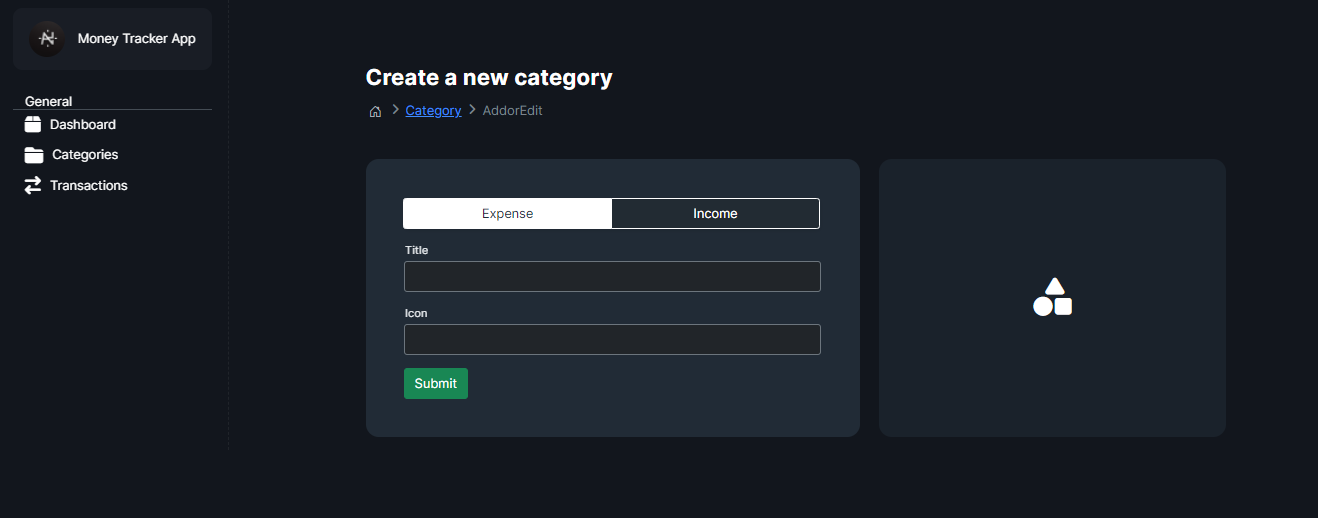 Money Tracker App
General
Dashboard
Categories
Transactions
Create a new category
Category > AddorEdit
Expense Income
Title
Icon
Submit